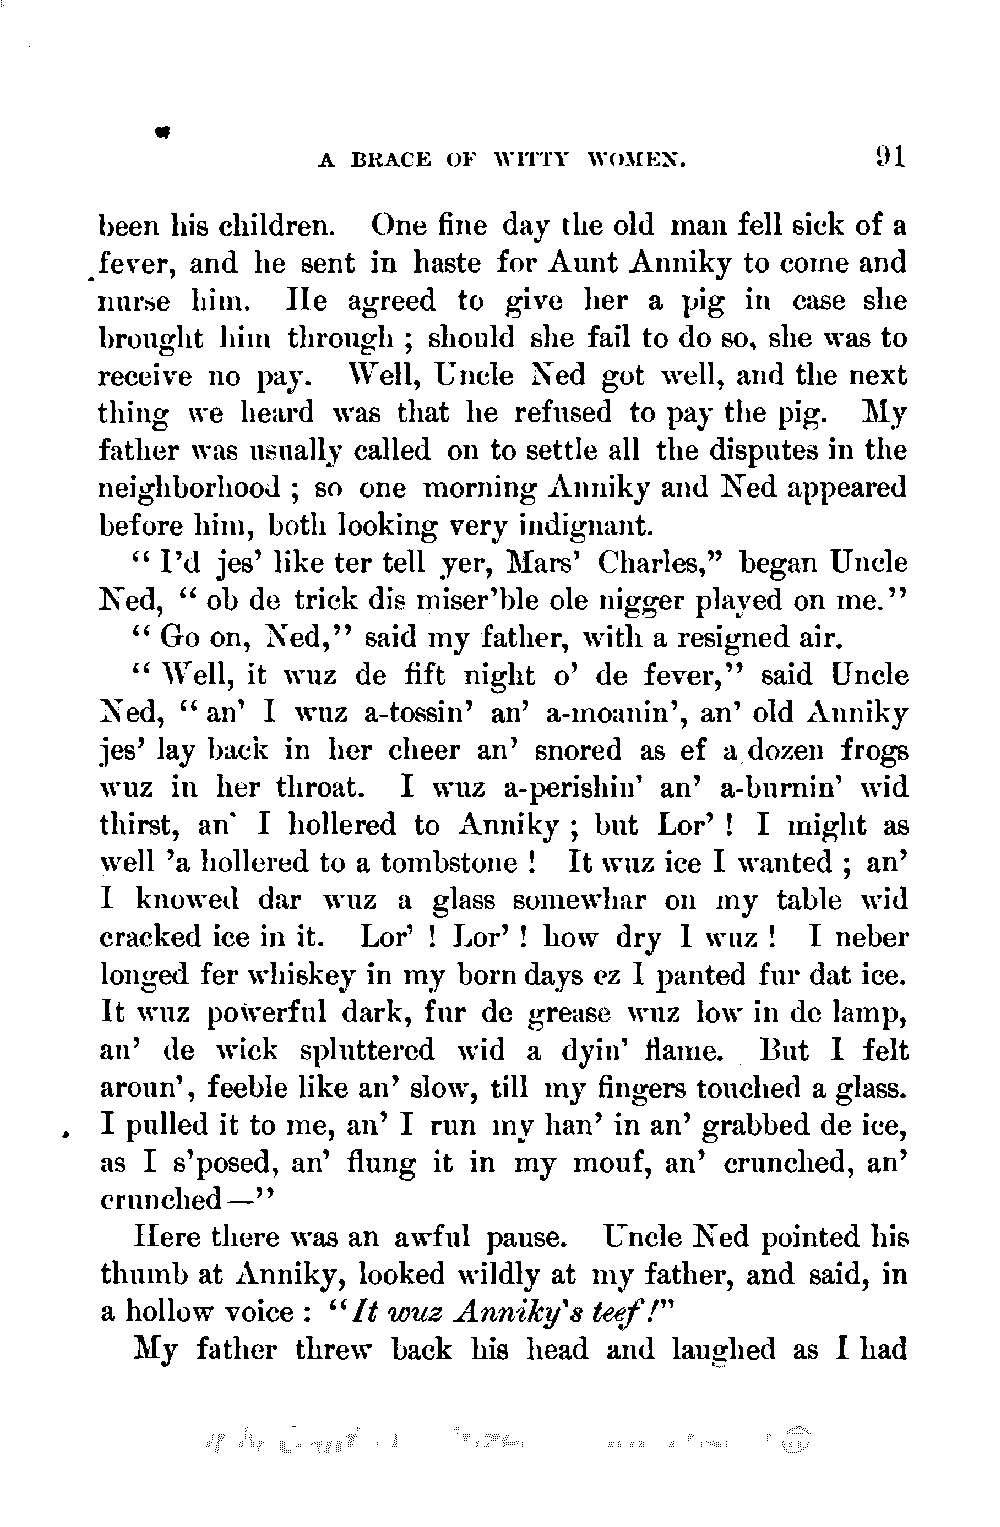 A BRACE OF WITTY WOMEN. 91
been his children. One fine day the old man fell sick of a
fever, and he sent in haste for Aunt Anniky to come and
nurse him. He agreed to give her a pig in case she
brought him through ; should she fail to do so, she was to
receive no pay. Well, Uncle Ned got well, and the next
thing we heard was that he refused to pay the pig. My
father was usually called on to settle all the disputes in the
neighborhood ; so one morning Anniky and Ned appeared
before him, both looking very indignant.
“ I’d jes’ like ter tell yer, Mars’ Charles,” began Uncle
Ned, “ ob de trick dis miser’ble ole nigger played on me.”
“ Go on, Ned,” said my father, with a resigned air.
“ Well, it wuz de fift night o’ de fever,” said Uncle
Ned, “ an’ I wuz a-tossin’ an’ a-moanin’, an’ old Anniky
jes’ lay back in her cheer an’ snored as ef a dozen frogs
wuz in her throat. I wuz a-perishin’ an’ a-burnin’ wid
thirst, an’ I hollered to Anniky ; but Lor’ ! I might as
well ’a hollered to a tombstone ! It wuz ice I wanted ; an’
I knowed dar wuz a glass somewhar on my table wid
cracked ice in it. Lor’ ! Lor’ ! how dry I wuz ! I neber
longed fer whiskey in my born days ez I panted fur dat ice.
It wuz powerful dark, fur de grease wuz low in de lamp,
an’ de wick spluttered wid a dyin’ flame. But I felt
aroun’, feeble like an’ slow, till my fingers touched a glass.
I pulled it to me, an’ I run my han’ in an’ grabbed de ice,
as I s’posed, an’ flung it in my mouf, an’ crunched, an’
crunched —”
Here there was an awful pause. Uncle Ned pointed his
thumb at Anniky, looked wildly at my father, and said, in
a hollow voice : “It wuz Anniky's teef !”
My father threw back his head and laughed as I had